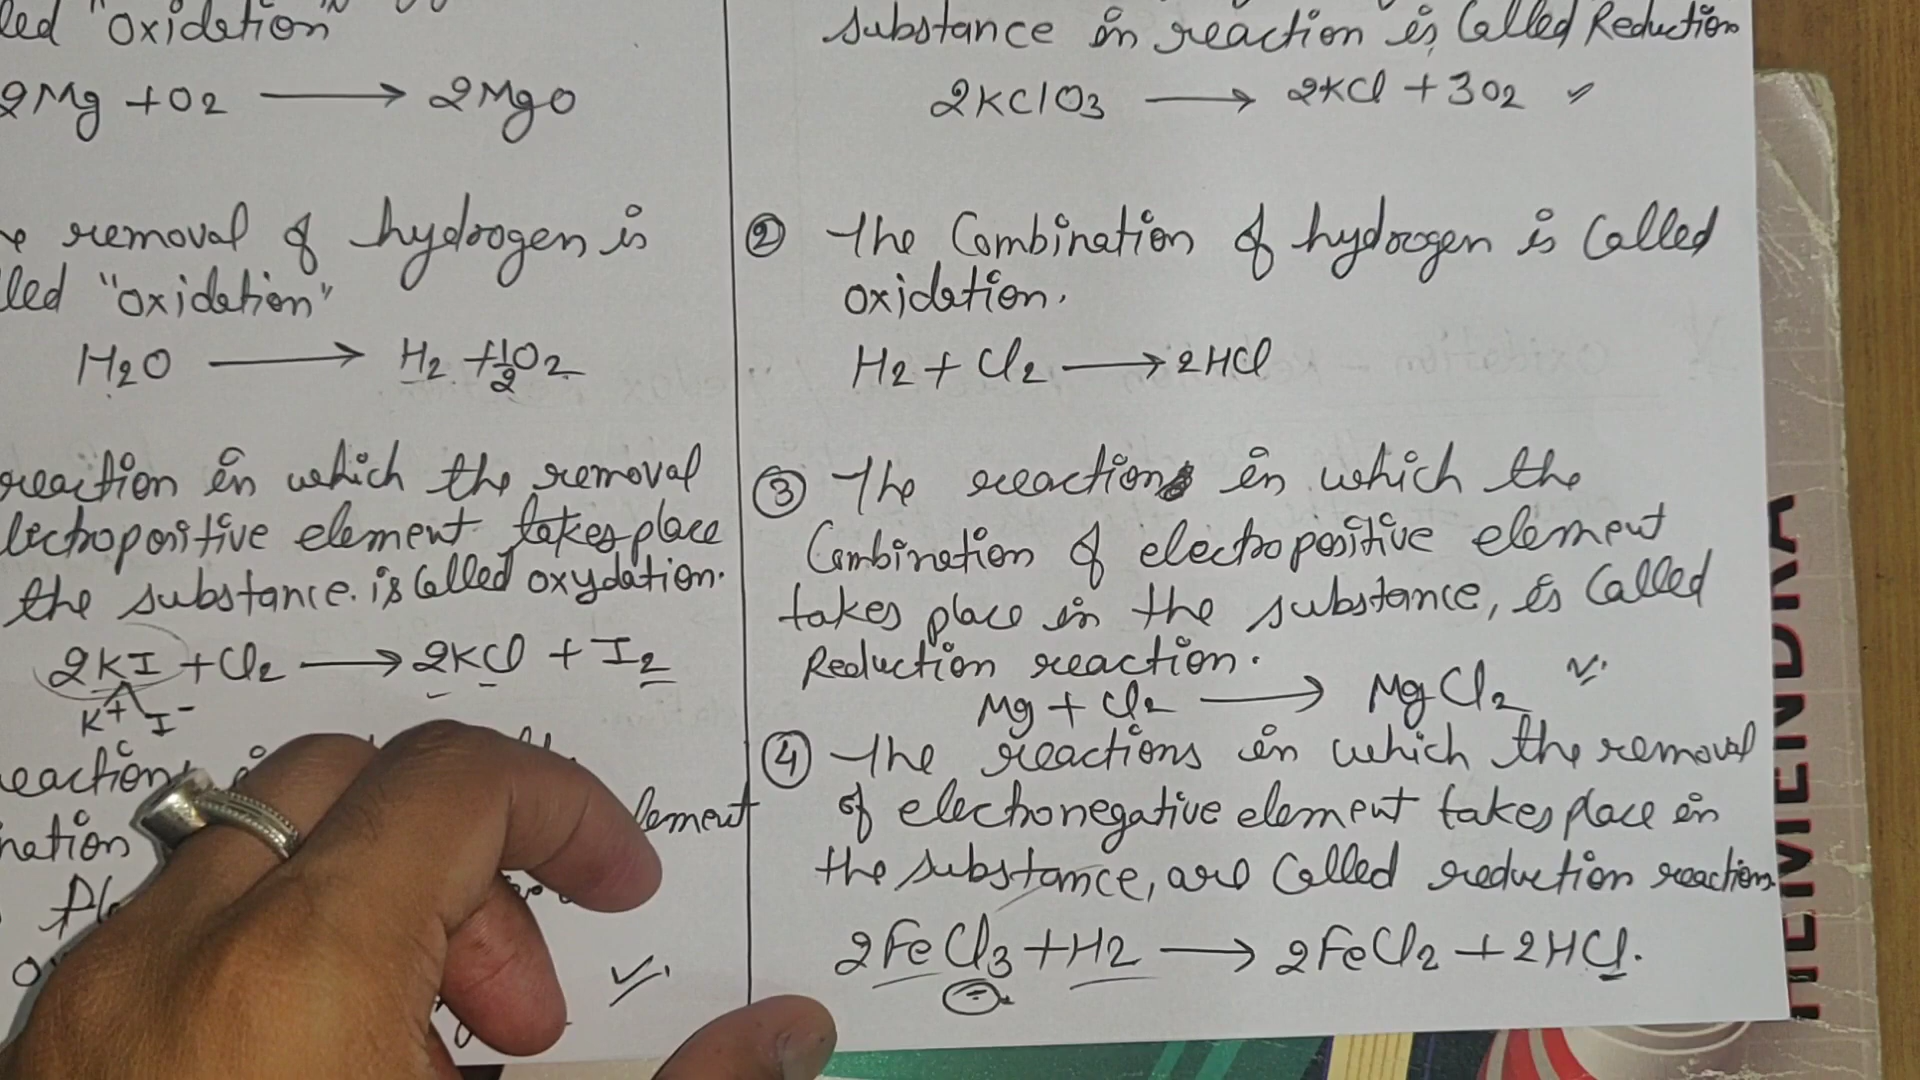 led "oxidation"
2Mg + O2 ⟶ 2MgO
removal of hydrogen is
led "oxidation"
H2O ⟶ H2 + 1/2 O2
reaction in which the removal
lectropositive element takes place
the substance. is Called oxydation.
2KI + Cl2 ⟶ 2KCl + I2
K+ I-
eaction
nation lement
Pl
substance in reaction is Called Reduction
2KClO3 ⟶ 2KCl + 3O2
② The Combination of hydrogen is Called
oxidation.
H2 + Cl2 ⟶ 2HCl
③ The reaction in which the
Combination of electropositive element
takes place in the substance, is Called
Reduction reaction.
Mg + Cl2 ⟶ MgCl2
④ The reactions in which the removal
of electronegative element takes place in
the substance, are Called reduction reaction.
2FeCl3 + H2 ⟶ 2FeCl2 + 2HCl.
HEMENDRA